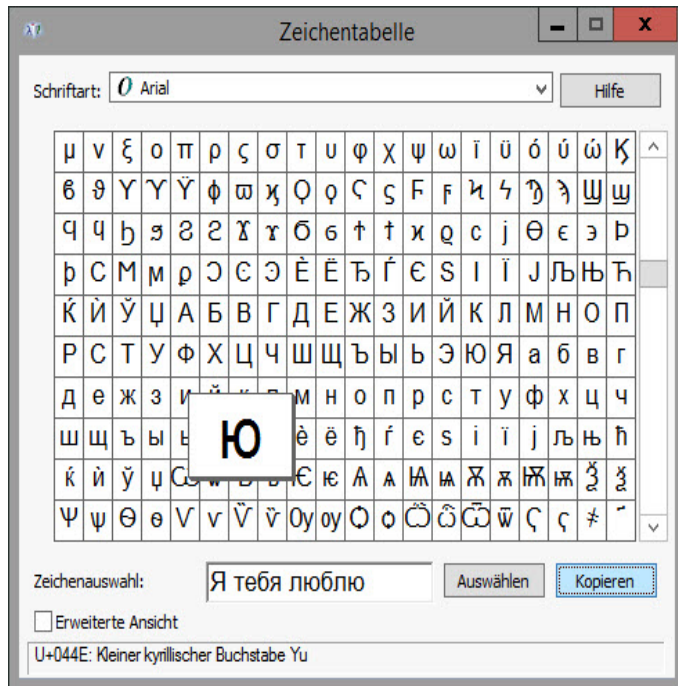 Zeichentabelle
Schriftart: O Arial Hilfe
μ ν ξ ο π ρ ς σ τ υ φ χ ψ ω ϊ ϋ ό ύ ώ Ϗ
ϐ ϑ ϒ ϓ ϔ ϕ ϖ ϗ Ϙ ϙ Ϛ ϛ Ϝ ϝ Ϟ ϟ Ϡ ϡ Ϣ ϣ
Ϥ ϥ Ϧ ϧ Ϩ ϩ Ϫ ϫ Ϭ ϭ Ϯ ϯ ϰ ϱ ϲ ϳ ϴ ϵ ϶ Ϸ
ϸ Ϲ Ϻ ϻ ϼ Ͻ Ͼ Ͽ Ѐ Ё Ђ Ѓ Є Ѕ І Ї Ј Љ Њ Ћ
Ќ Ѝ Ў Џ А Б В Г Д Е Ж З И Й К Л М Н О П
Р С Т У Ф Х Ц Ч Ш Щ Ъ Ы Ь Э Ю Я а б в г
д е ж з м н о п р с т у ф х ц ч
ш щ ъ ы ю ѐ ё ђ ѓ є ѕ і ї ј љ њ ћ
ќ ѝ ў џ Ѡ Ѥ ѥ Ѧ ѧ Ѩ ѩ Ѫ ѫ Ѭ ѭ Ѯ ѯ
Ѱ ѱ Ѳ ѳ Ѵ ѵ Ѷ ѷ Ѹ ѹ Ѻ ѻ Ѽ ѽ Ѿ ѿ Ҁ ҁ ҂
Zeichenauswahl: Я тебя люблю Auswählen Kopieren
Erweiterte Ansicht
U+044E: Kleiner kyrillischer Buchstabe Yu